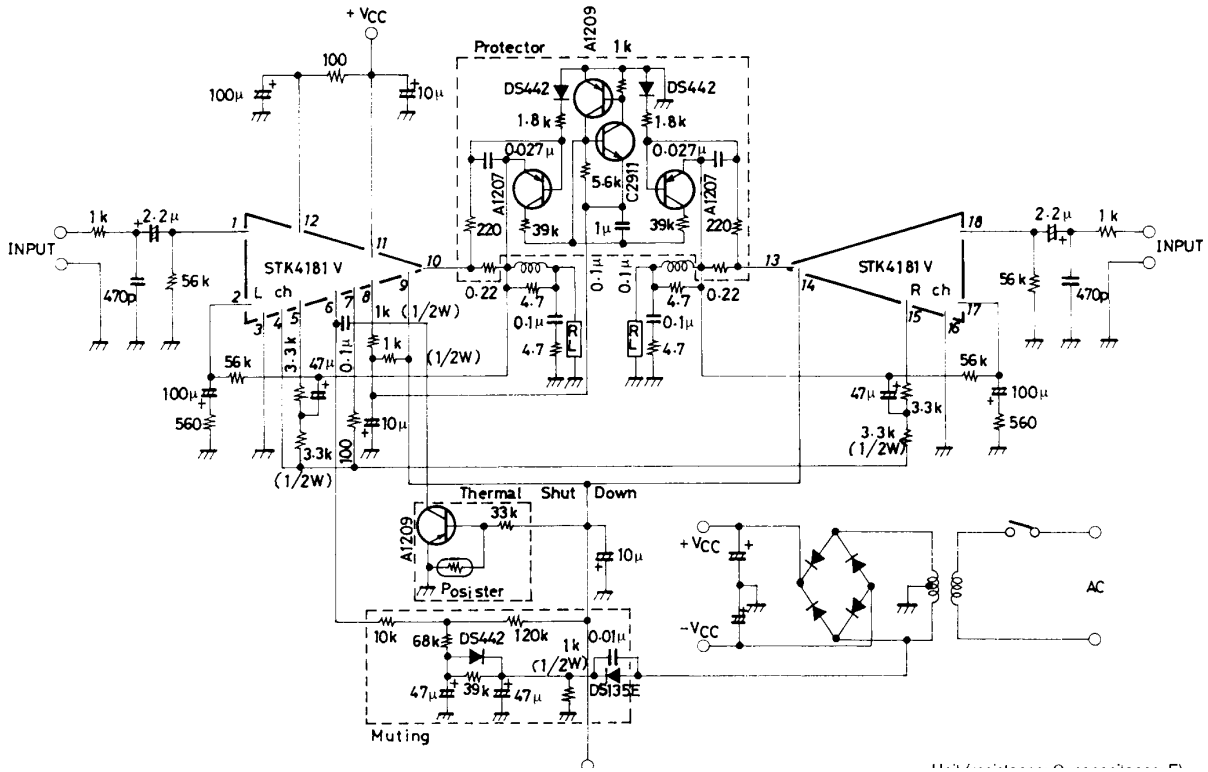 + VCC
100
100μ +
+ 10μ
Protector
A1209
1k
DS442
DS442
1.8k
1.8k
0.027μ
0.027μ
A1207
5.6k
C2911
A1207
220
39k
1μ
39k
220
INPUT
1k
+ 2.2μ
470p
56k
1
12
11
STK4181 V
L ch
2
3
4
5
6
7
8
9
10
0.22
4.7
0.1μ
4.7
RL
0.1μ
0.1μ
RL
4.7
0.1μ
4.7
0.22
13
STK4181 V
R ch
14
15
16
17
18
2.2μ
+
1k
INPUT
56k
470p
56k
100μ
+
560
3.3k
47μ
+
0.1μ
1k (1/2W)
1k
(1/2W)
3.3k
(1/2W)
100
10μ
+
47μ
+
3.3k
3.3k
(1/2W)
56k
100μ
+
560
Thermal Shut Down
A1209
33k
Posister
10μ
+
10k
68k
DS442
120k
1k
(1/2W)
0.01μ
DS135E
47μ
+
39k
+
47μ
Muting
+VCC
+
+
-VCC
AC